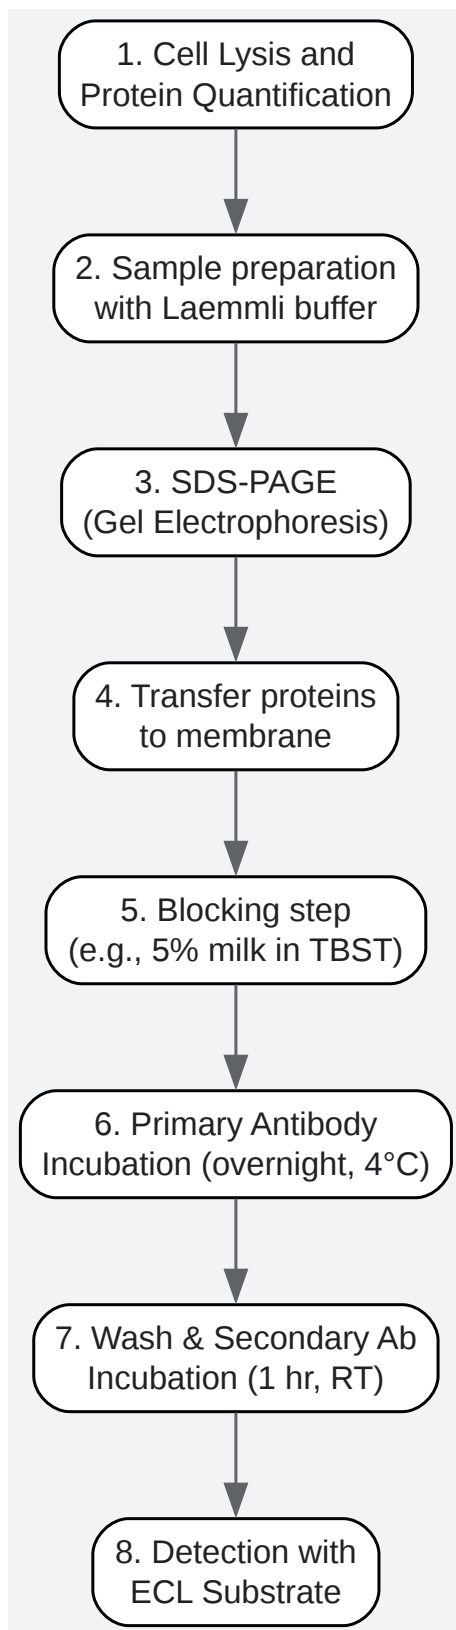 1. Cell Lysis and
Protein Quantification
2. Sample preparation
with Laemmli buffer
3. SDS-PAGE
(Gel Electrophoresis)
4. Transfer proteins
to membrane
5. Blocking step
(e.g., 5% milk in TBST)
6. Primary Antibody
Incubation (overnight, 4°C)
7. Wash & Secondary Ab
Incubation (1 hr, RT)
8. Detection with
ECL Substrate